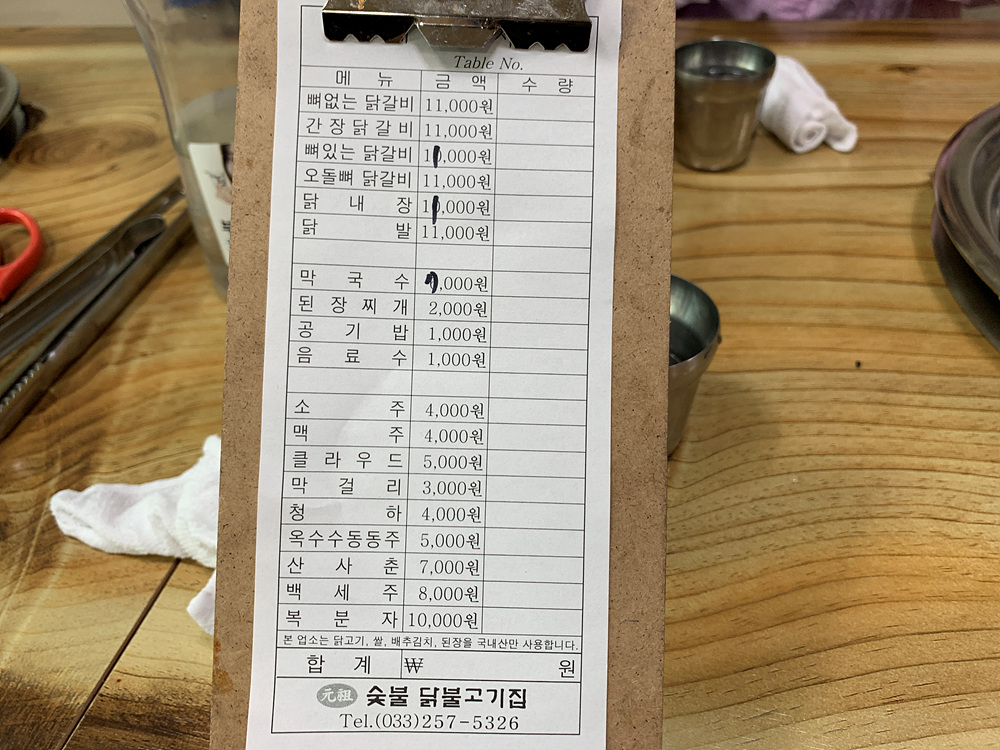 Table No.
메 뉴 금 액 수 량
뼈없는 닭갈비 11,000원
간장닭갈비 11,000원
뼈있는 닭갈비 11,000원
오돌뼈 닭갈비 11,000원
닭 내 장 11,000원
닭 발 11,000원
막 국 수 ,000원
된 장 찌 개 2,000원
공 기 밥 1,000원
음 료 수 1,000원
소 주 4,000원
맥 주 4,000원
클 라 우 드 5,000원
막 걸 리 3,000원
청 하 4,000원
옥수수동동주 5,000원
산 사 춘 7,000원
백 세 주 8,000원
복 분 자 10,000원
본 업소는 닭고기, 쌀, 배추김치, 된장을 국내산만 사용합니다.
합 계 ₩ 원
元祖 숯불 닭불고기집
Tel.(033)257-5326